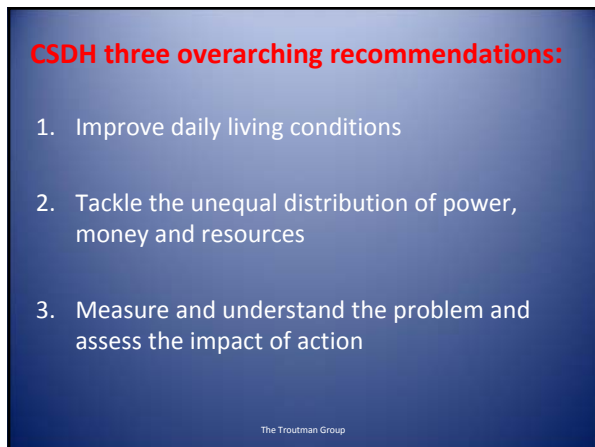 CSDH three overarching recommendations:
1. Improve daily living conditions
2. Tackle the unequal distribution of power,
money and resources
3. Measure and understand the problem and
assess the impact of action
The Troutman Group